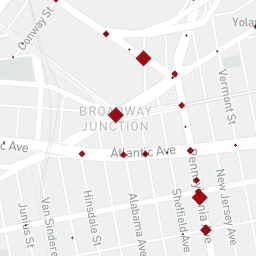 Conway St
Yola
Vermont St
BROADWAY
JUNCTION
Ave
Atlantic Ave
Pennsylvania Ave
New Jersey Ave
Sheffield Ave
Alabama Ave
Hinsdale St
Van Sinderen
Junius St